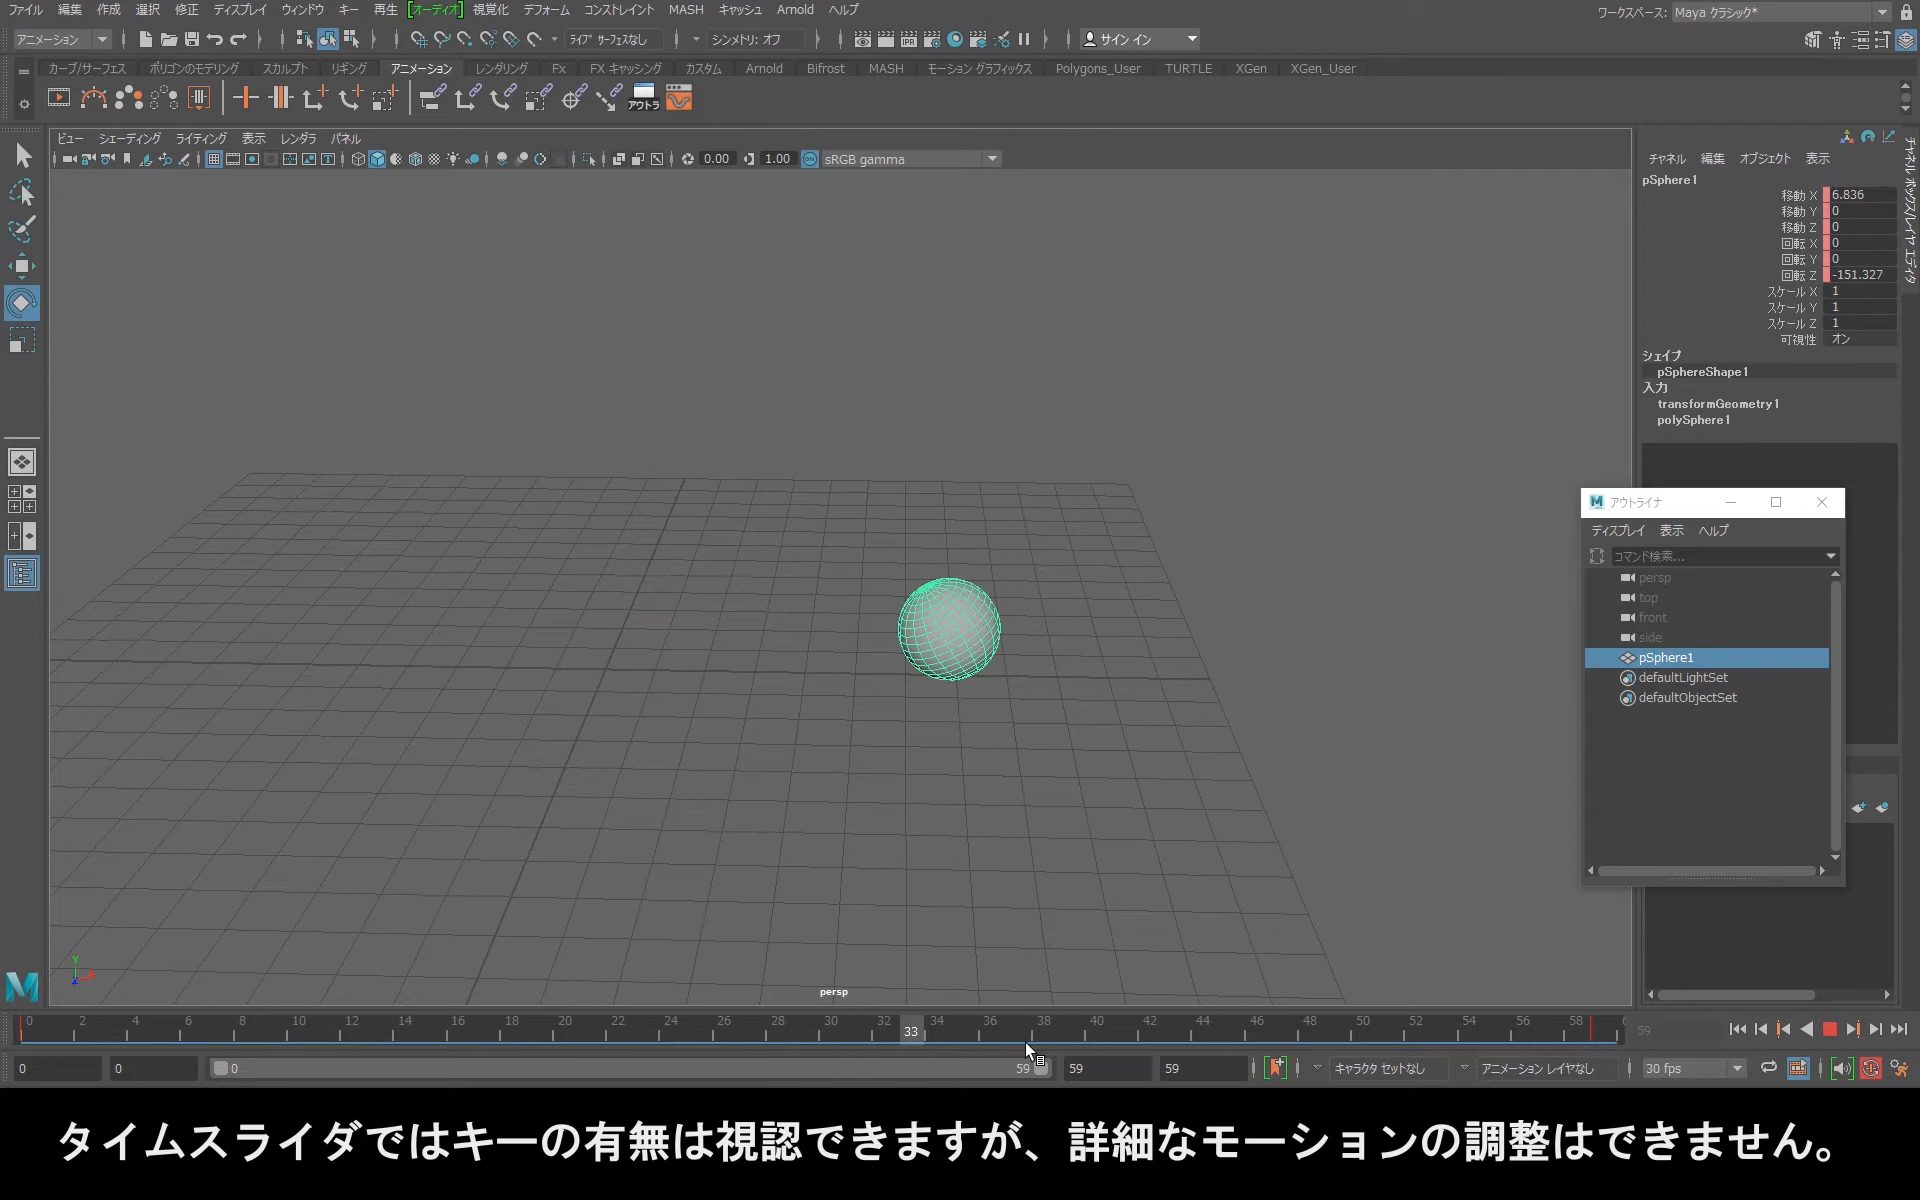 ファイル 編集 作成 選択 修正 ディスプレイ ウィンドウ キー 再生 [オーディオ] 視覚化 デフォーム コンストレイント MASH キャッシュ Arnold ヘルプ
ワークスペース: Maya クラシック*
アニメーション ライブ サーフェスなし シンメトリ: オフ IPR サイン イン
カーブ/サーフェス ポリゴンのモデリング スカルプト リギング アニメーション レンダリング Fx FX キャッシング カスタム Arnold Bifrost MASH モーション グラフィックス Polygons_User TURTLE XGen XGen_User
アウトラ
ビュー シェーディング ライティング 表示 レンダラ パネル
0.00 1.00 ON sRGB gamma
チャネル 編集 オブジェクト 表示
チャネル ボックス/レイヤ エディタ
pSphere1
移動 X 6.836
移動 Y 0
移動 Z 0
回転 X 0
回転 Y 0
回転 Z -151.327
スケール X 1
スケール Y 1
スケール Z 1
可視性 オン
シェイプ
pSphereShape1
入力
transformGeometry1
polySphere1
アウトライナ
ディスプレイ 表示 ヘルプ
コマンド検索...
persp
top
front
side
pSphere1
defaultLightSet
defaultObjectSet
Y
persp
0 2 4 6 8 10 12 14 16 18 20 22 24 26 28 30 32 33 34 36 38 40 42 44 46 48 50 52 54 56 58 59
0 0 0 59 59 59 キャラクタ セットなし アニメーション レイヤなし 30 fps
タイムスライダではキーの有無は視認できますが、詳細なモーションの調整はできません。